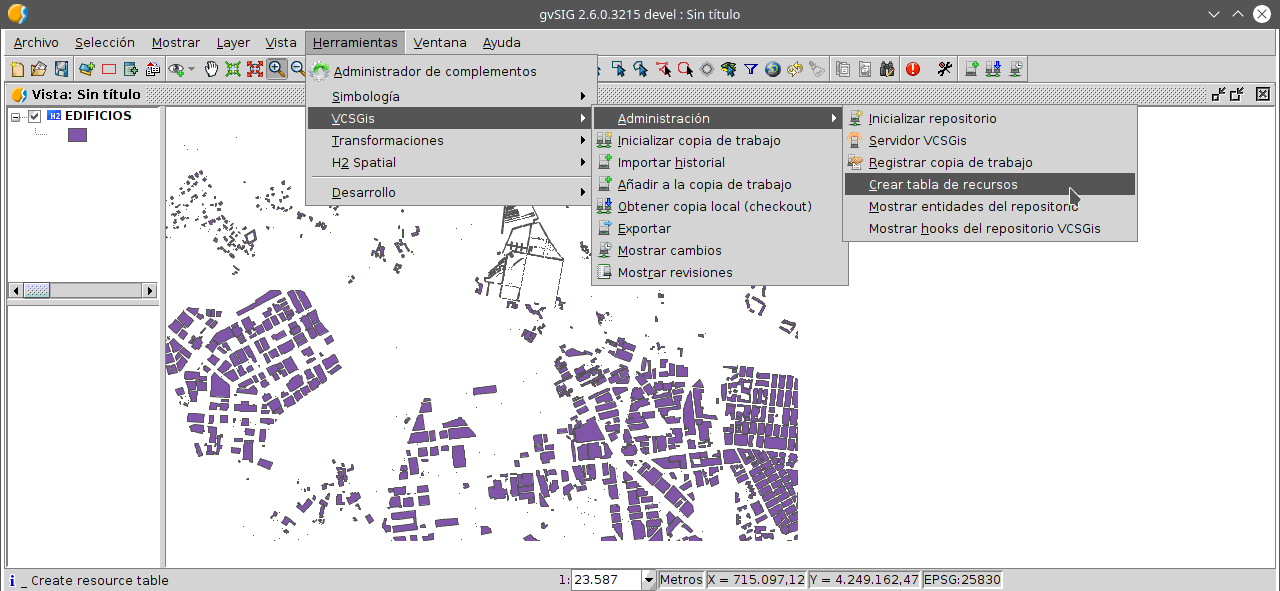 gvSIG 2.6.0.3215 devel : Sin título
Archivo Selección Mostrar Layer Vista Herramientas Ventana Ayuda
Administrador de complementos
Vista: Sin título
Simbología
H2 EDIFICIOS
VCSGis
Transformaciones
H2 Spatial
Desarrollo
Administración
Inicializar copia de trabajo
Importar historial
Añadir a la copia de trabajo
Obtener copia local (checkout)
Exportar
Mostrar cambios
Mostrar revisiones
Inicializar repositorio
Servidor VCSGis
Registrar copia de trabajo
Crear tabla de recursos
Mostrar entidades del repositorio
Mostrar hooks del repositorio VCSGis
_ Create resource table 1: 23.587 Metros X = 715.097,12 Y = 4.249.162,47 EPSG:25830